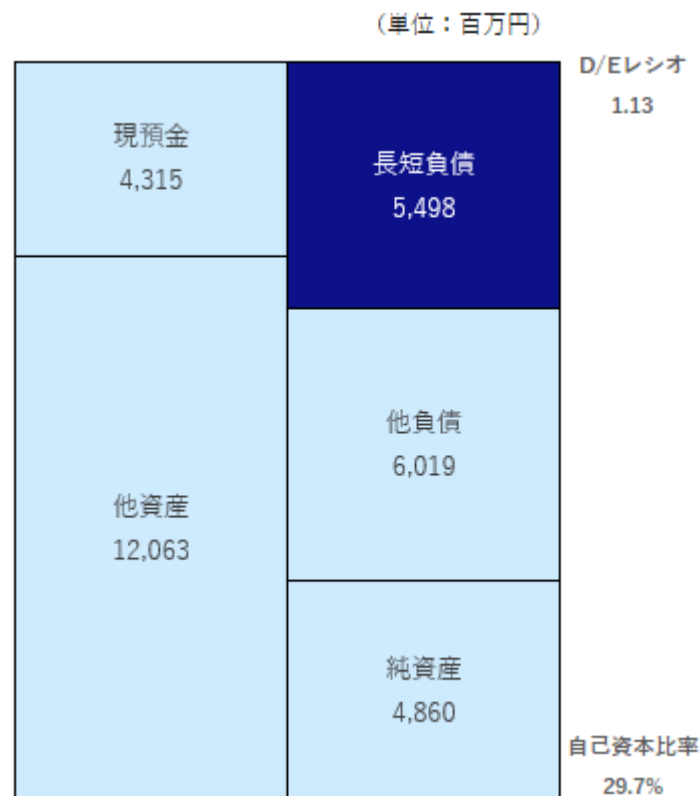 （単位：百万円）
D/Eレシオ
1.13
現預金
4,315
長短負債
5,498
他負債
6,019
他資産
12,063
純資産
4,860
自己資本比率
29.7%